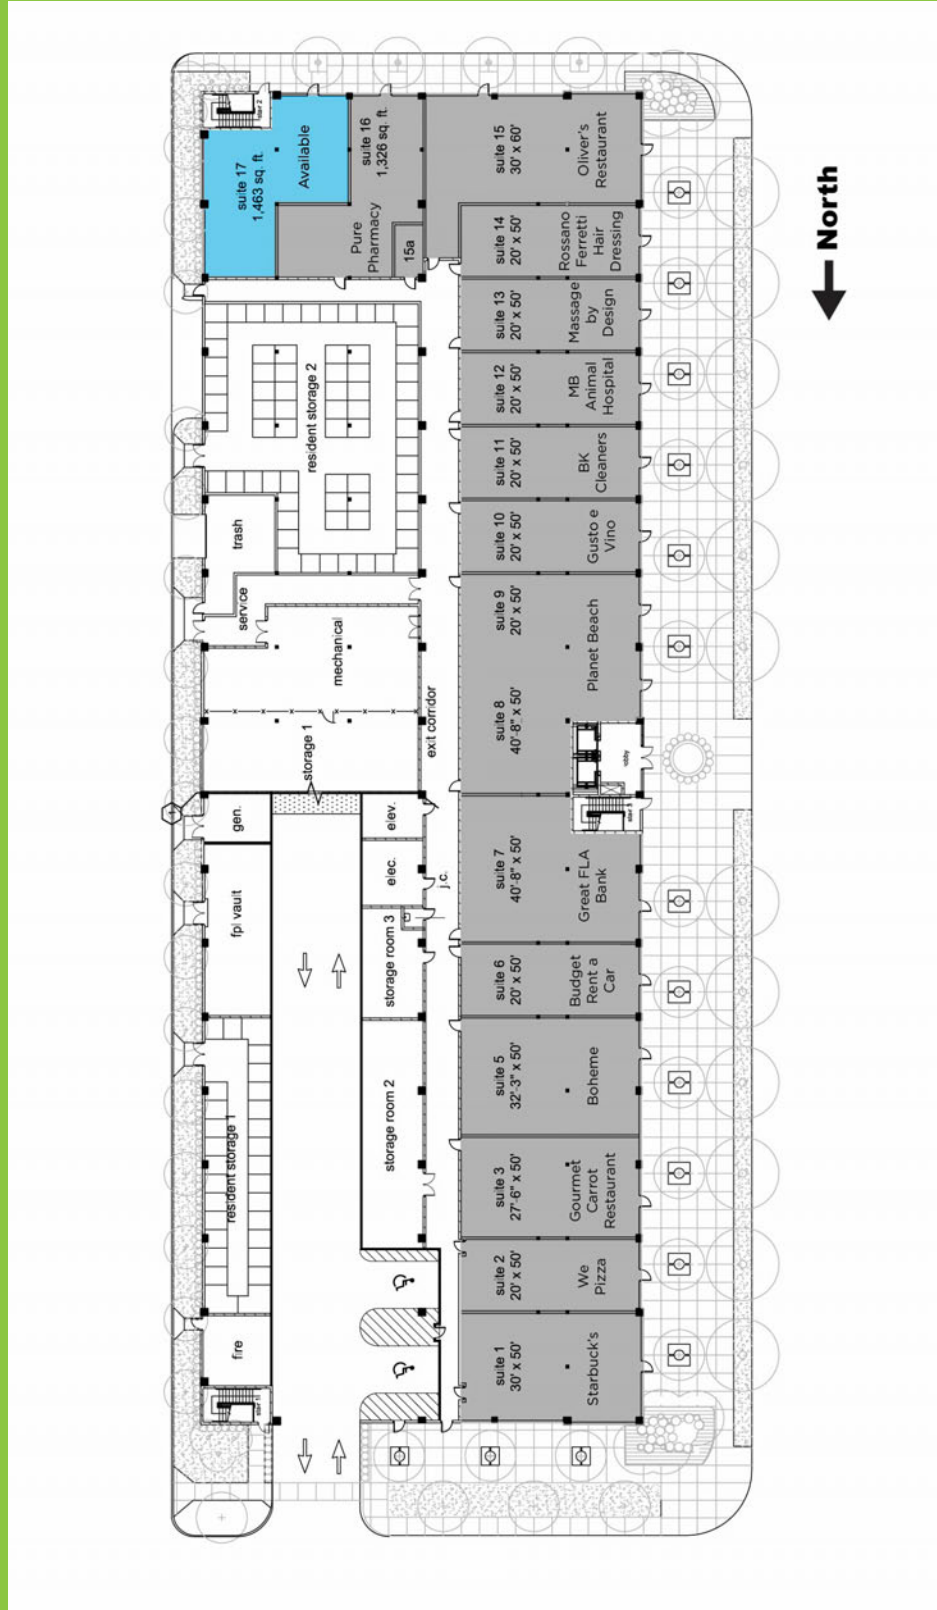 suite 17
1,463 sq. ft.
Available
suite 16
1,326 sq. ft.
Pure
Pharmacy
15a
suite 15
30' x 60'
Oliver's
Restaurant
suite 14
20' x 50'
Rossano
Ferretti
Hair
Dressing
suite 13
20' x 50'
Massage
by
Design
suite 12
20' x 50'
MB
Animal
Hospital
suite 11
20' x 50'
BK
Cleaners
suite 10
20' x 50'
Gusto e
Vino
suite 9
20' x 50'
Planet Beach
suite 8
40'-8" x 50'
suite 7
40'-8" x 50'
Great FLA
Bank
suite 6
20' x 50'
Budget
Rent a
Car
suite 5
32'-3" x 50'
Boheme
suite 3
27'-6" x 50'
Gourmet
Carrot
Restaurant
suite 2
20' x 50'
We
Pizza
suite 1
30' x 50'
Starbuck's
North
stair 2
resident storage 2
trash
service
mechanical
storage 1
exit corridor
lobby
stair 3
gen.
elev.
elec.
j.c.
fpl vault
storage room 3
storage room 2
resident storage 1
fire
stair 1